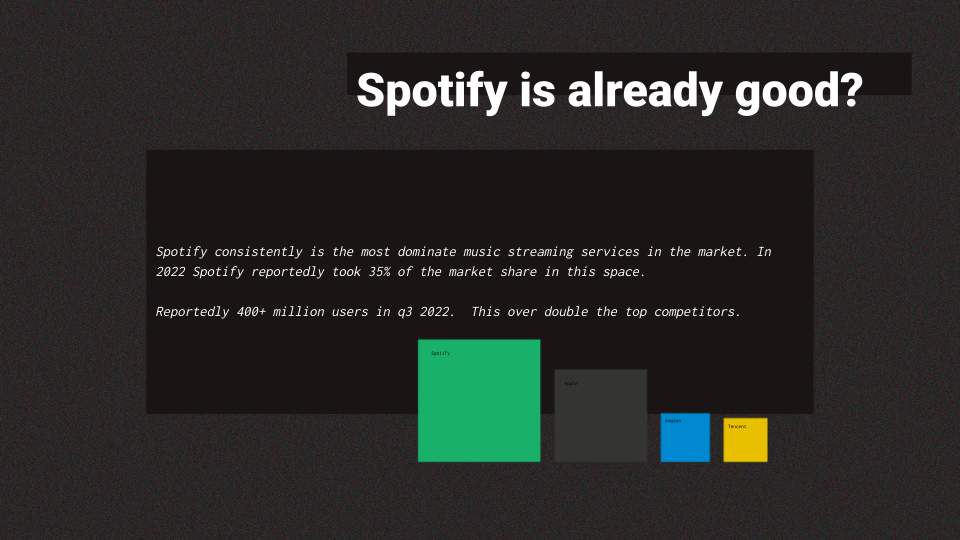 Spotify is already good?
Spotify consistently is the most dominate music streaming services in the market. In
2022 Spotify reportedly took 35% of the market share in this space.
Reportedly 400+ million users in q3 2022.  This over double the top competitors.
Spotify
Apple
Amazon
Tencent